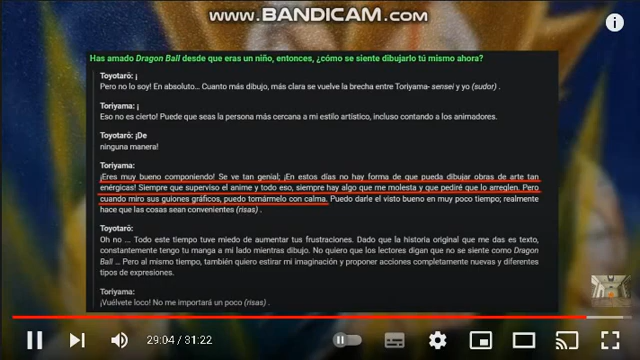 www.BANDICAM.com
Has amado Dragon Ball desde que eras un niño, entonces, ¿cómo se siente dibujarlo tú mismo ahora?
Toyotaró: ¡
Pero no lo soy! En absoluto... Cuanto más dibujo, más clara se vuelve la brecha entre Toriyama- sensei y yo (sudor) .
Toriyama: ¡
Eso no es cierto! Puede que seas la persona más cercana a mi estilo artístico, incluso contando a los animadores.
Toyotaró: ¡De
ninguna manera!
Toriyama:
¡Eres muy bueno componiendo! Se ve tan genial; ¡En estos días no hay forma de que pueda dibujar obras de arte tan
enérgicas! Siempre que superviso el anime y todo eso, siempre hay algo que me molesta y que pediré que lo arreglen. Pero
cuando miro sus guiones gráficos, puedo tomármelo con calma. Puedo darle el visto bueno en muy poco tiempo; realmente
hace que las cosas sean convenientes (risas) .
Toyotaró:
Oh no ... Todo este tiempo tuve miedo de aumentar tus frustraciones. Dado que la historia original que me das es texto,
constantemente tengo tu manga a mi lado mientras dibujo. No quiero que los lectores digan que no se siente como Dragon
Ball ... Pero al mismo tiempo, también quiero estirar mi imaginación y proponer acciones completamente nuevas y diferentes
tipos de expresiones.
Toriyama:
¡Vuélvete loco! No me importará un poco (risas) .
29:04 / 31:22